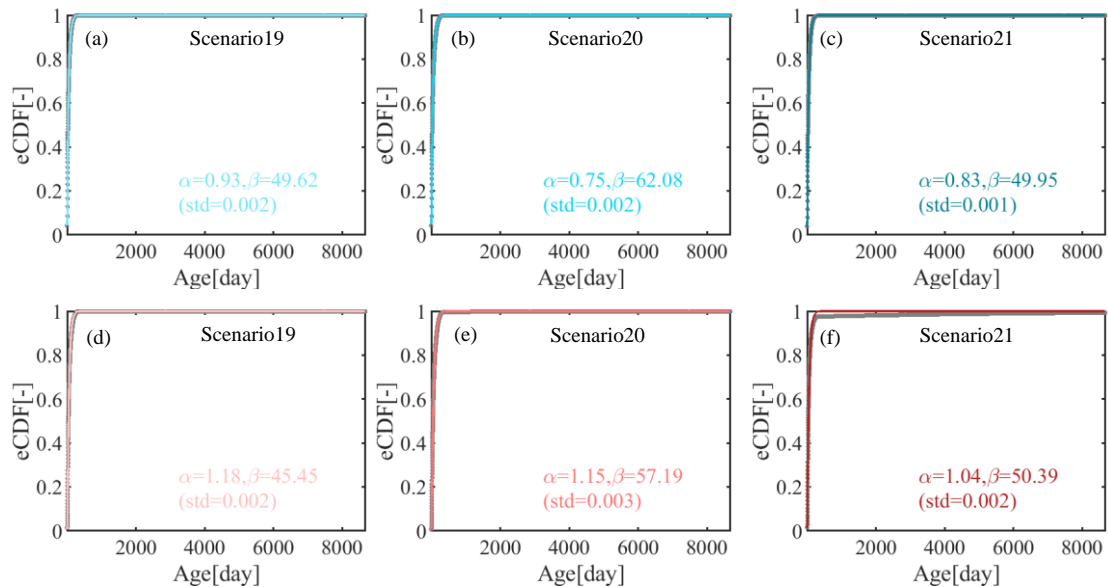 (a) Scenario19
eCDF[-]
1
0.8
0.6
0.4
0.2
0
α=0.93,β=49.62
(std=0.002)
2000 4000 6000 8000
Age[day]
(b) Scenario20
eCDF[-]
1
0.8
0.6
0.4
0.2
0
α=0.75,β=62.08
(std=0.002)
2000 4000 6000 8000
Age[day]
(c) Scenario21
eCDF[-]
1
0.8
0.6
0.4
0.2
0
α=0.83,β=49.95
(std=0.001)
2000 4000 6000 8000
Age[day]
(d) Scenario19
eCDF[-]
1
0.8
0.6
0.4
0.2
0
α=1.18,β=45.45
(std=0.002)
2000 4000 6000 8000
Age[day]
(e) Scenario20
eCDF[-]
1
0.8
0.6
0.4
0.2
0
α=1.15,β=57.19
(std=0.003)
2000 4000 6000 8000
Age[day]
(f) Scenario21
eCDF[-]
1
0.8
0.6
0.4
0.2
0
α=1.04,β=50.39
(std=0.002)
2000 4000 6000 8000
Age[day]